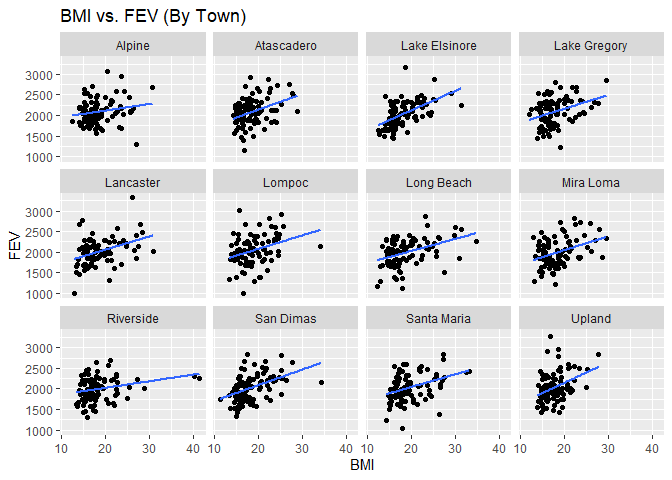 BMI vs. FEV (By Town)
Alpine Atascadero Lake Elsinore Lake Gregory
3000
2500
2000
1500
1000
Lancaster Lompoc Long Beach Mira Loma
3000
2500
2000
1500
1000
FEV
Riverside San Dimas Santa Maria Upland
3000
2500
2000
1500
1000
10 20 30 40 10 20 30 40 10 20 30 40 10 20 30 40
BMI